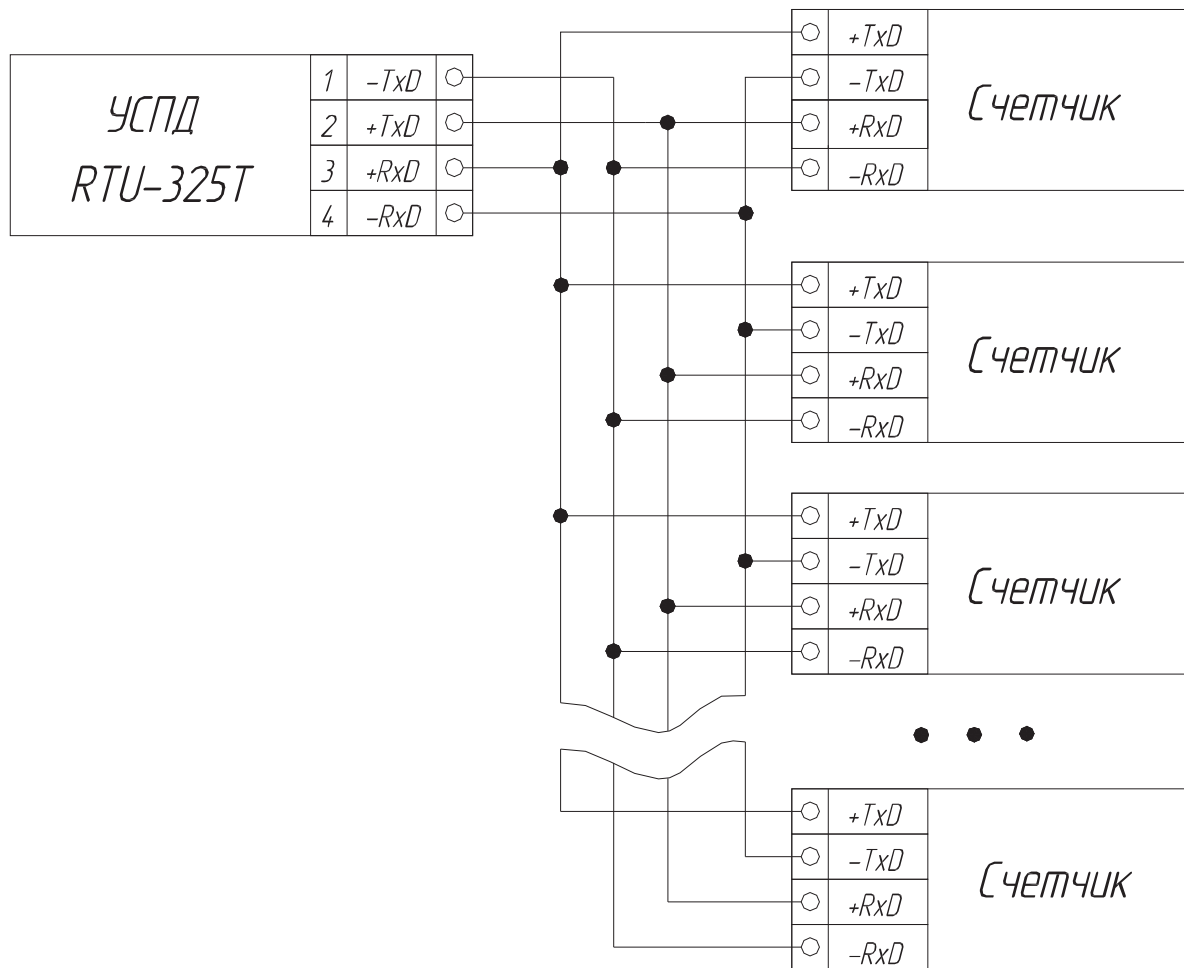 УСПД
RTU-325T
1 -TxD
2 +TxD
3 +RxD
4 -RxD
+TxD
-TxD
+RxD
-RxD
Счетчик
+TxD
-TxD
+RxD
-RxD
Счетчик
+TxD
-TxD
+RxD
-RxD
Счетчик
+TxD
-TxD
+RxD
-RxD
Счетчик